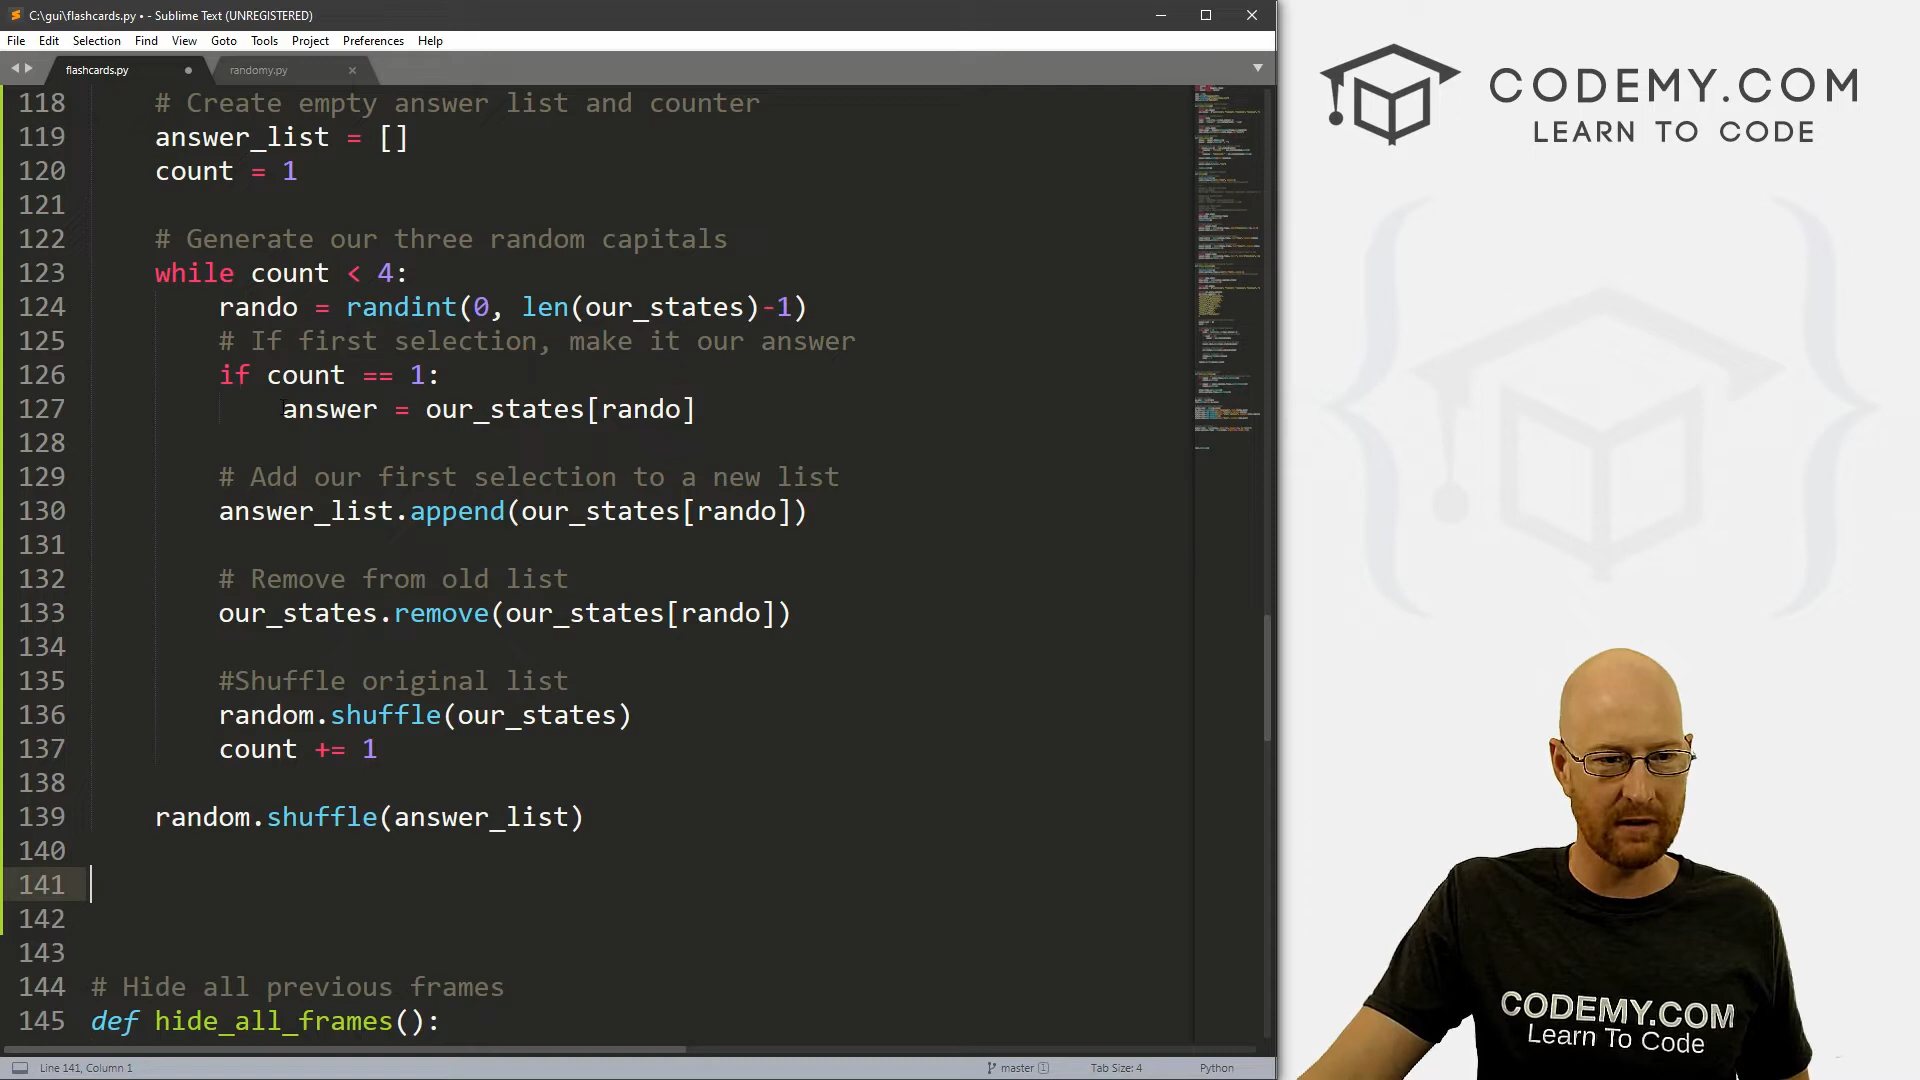 C:\gui\flashcards.py • - Sublime Text (UNREGISTERED)
File Edit Selection Find View Goto Tools Project Preferences Help
flashcards.py
randomy.py
118 # Create empty answer list and counter
119 answer_list = []
120 count = 1
121
122 # Generate our three random capitals
123 while count < 4:
124 rando = randint(0, len(our_states)-1)
125 # If first selection, make it our answer
126 if count == 1:
127 answer = our_states[rando]
128
129 # Add our first selection to a new list
130 answer_list.append(our_states[rando])
131
132 # Remove from old list
133 our_states.remove(our_states[rando])
134
135 #Shuffle original list
136 random.shuffle(our_states)
137 count += 1
138
139 random.shuffle(answer_list)
140
141
142
143
144 # Hide all previous frames
145 def hide_all_frames():
Line 141, Column 1
master 1
Tab Size: 4
Python
CODEMY.COM
LEARN TO CODE
CODEMY.COM
Learn To Code